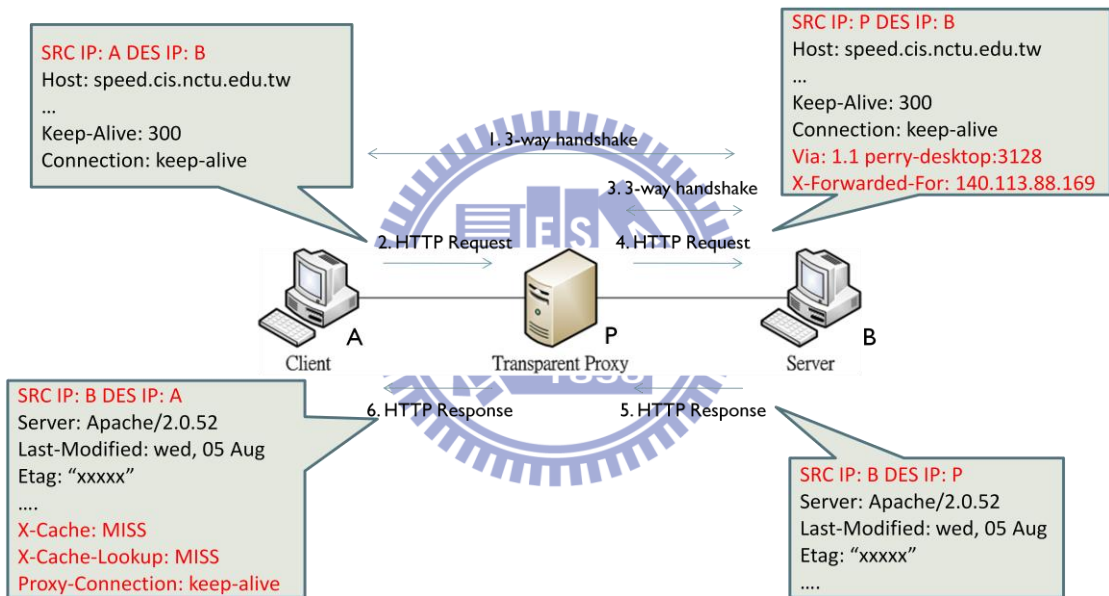 SRC IP: A DES IP: B
Host: speed.cis.nctu.edu.tw
...
Keep-Alive: 300
Connection: keep-alive
SRC IP: P DES IP: B
Host: speed.cis.nctu.edu.tw
...
Keep-Alive: 300
Connection: keep-alive
Via: 1.1 perry-desktop:3128
X-Forwarded-For: 140.113.88.169
1. 3-way handshake
3. 3-way handshake
2. HTTP Request
4. HTTP Request
ES
A
P
B
Client
Transparent Proxy
Server
1896
6. HTTP Response
5. HTTP Response
SRC IP: B DES IP: A
Server: Apache/2.0.52
Last-Modified: wed, 05 Aug
Etag: “xxxxx”
....
X-Cache: MISS
X-Cache-Lookup: MISS
Proxy-Connection: keep-alive
SRC IP: B DES IP: P
Server: Apache/2.0.52
Last-Modified: wed, 05 Aug
Etag: “xxxxx”
....